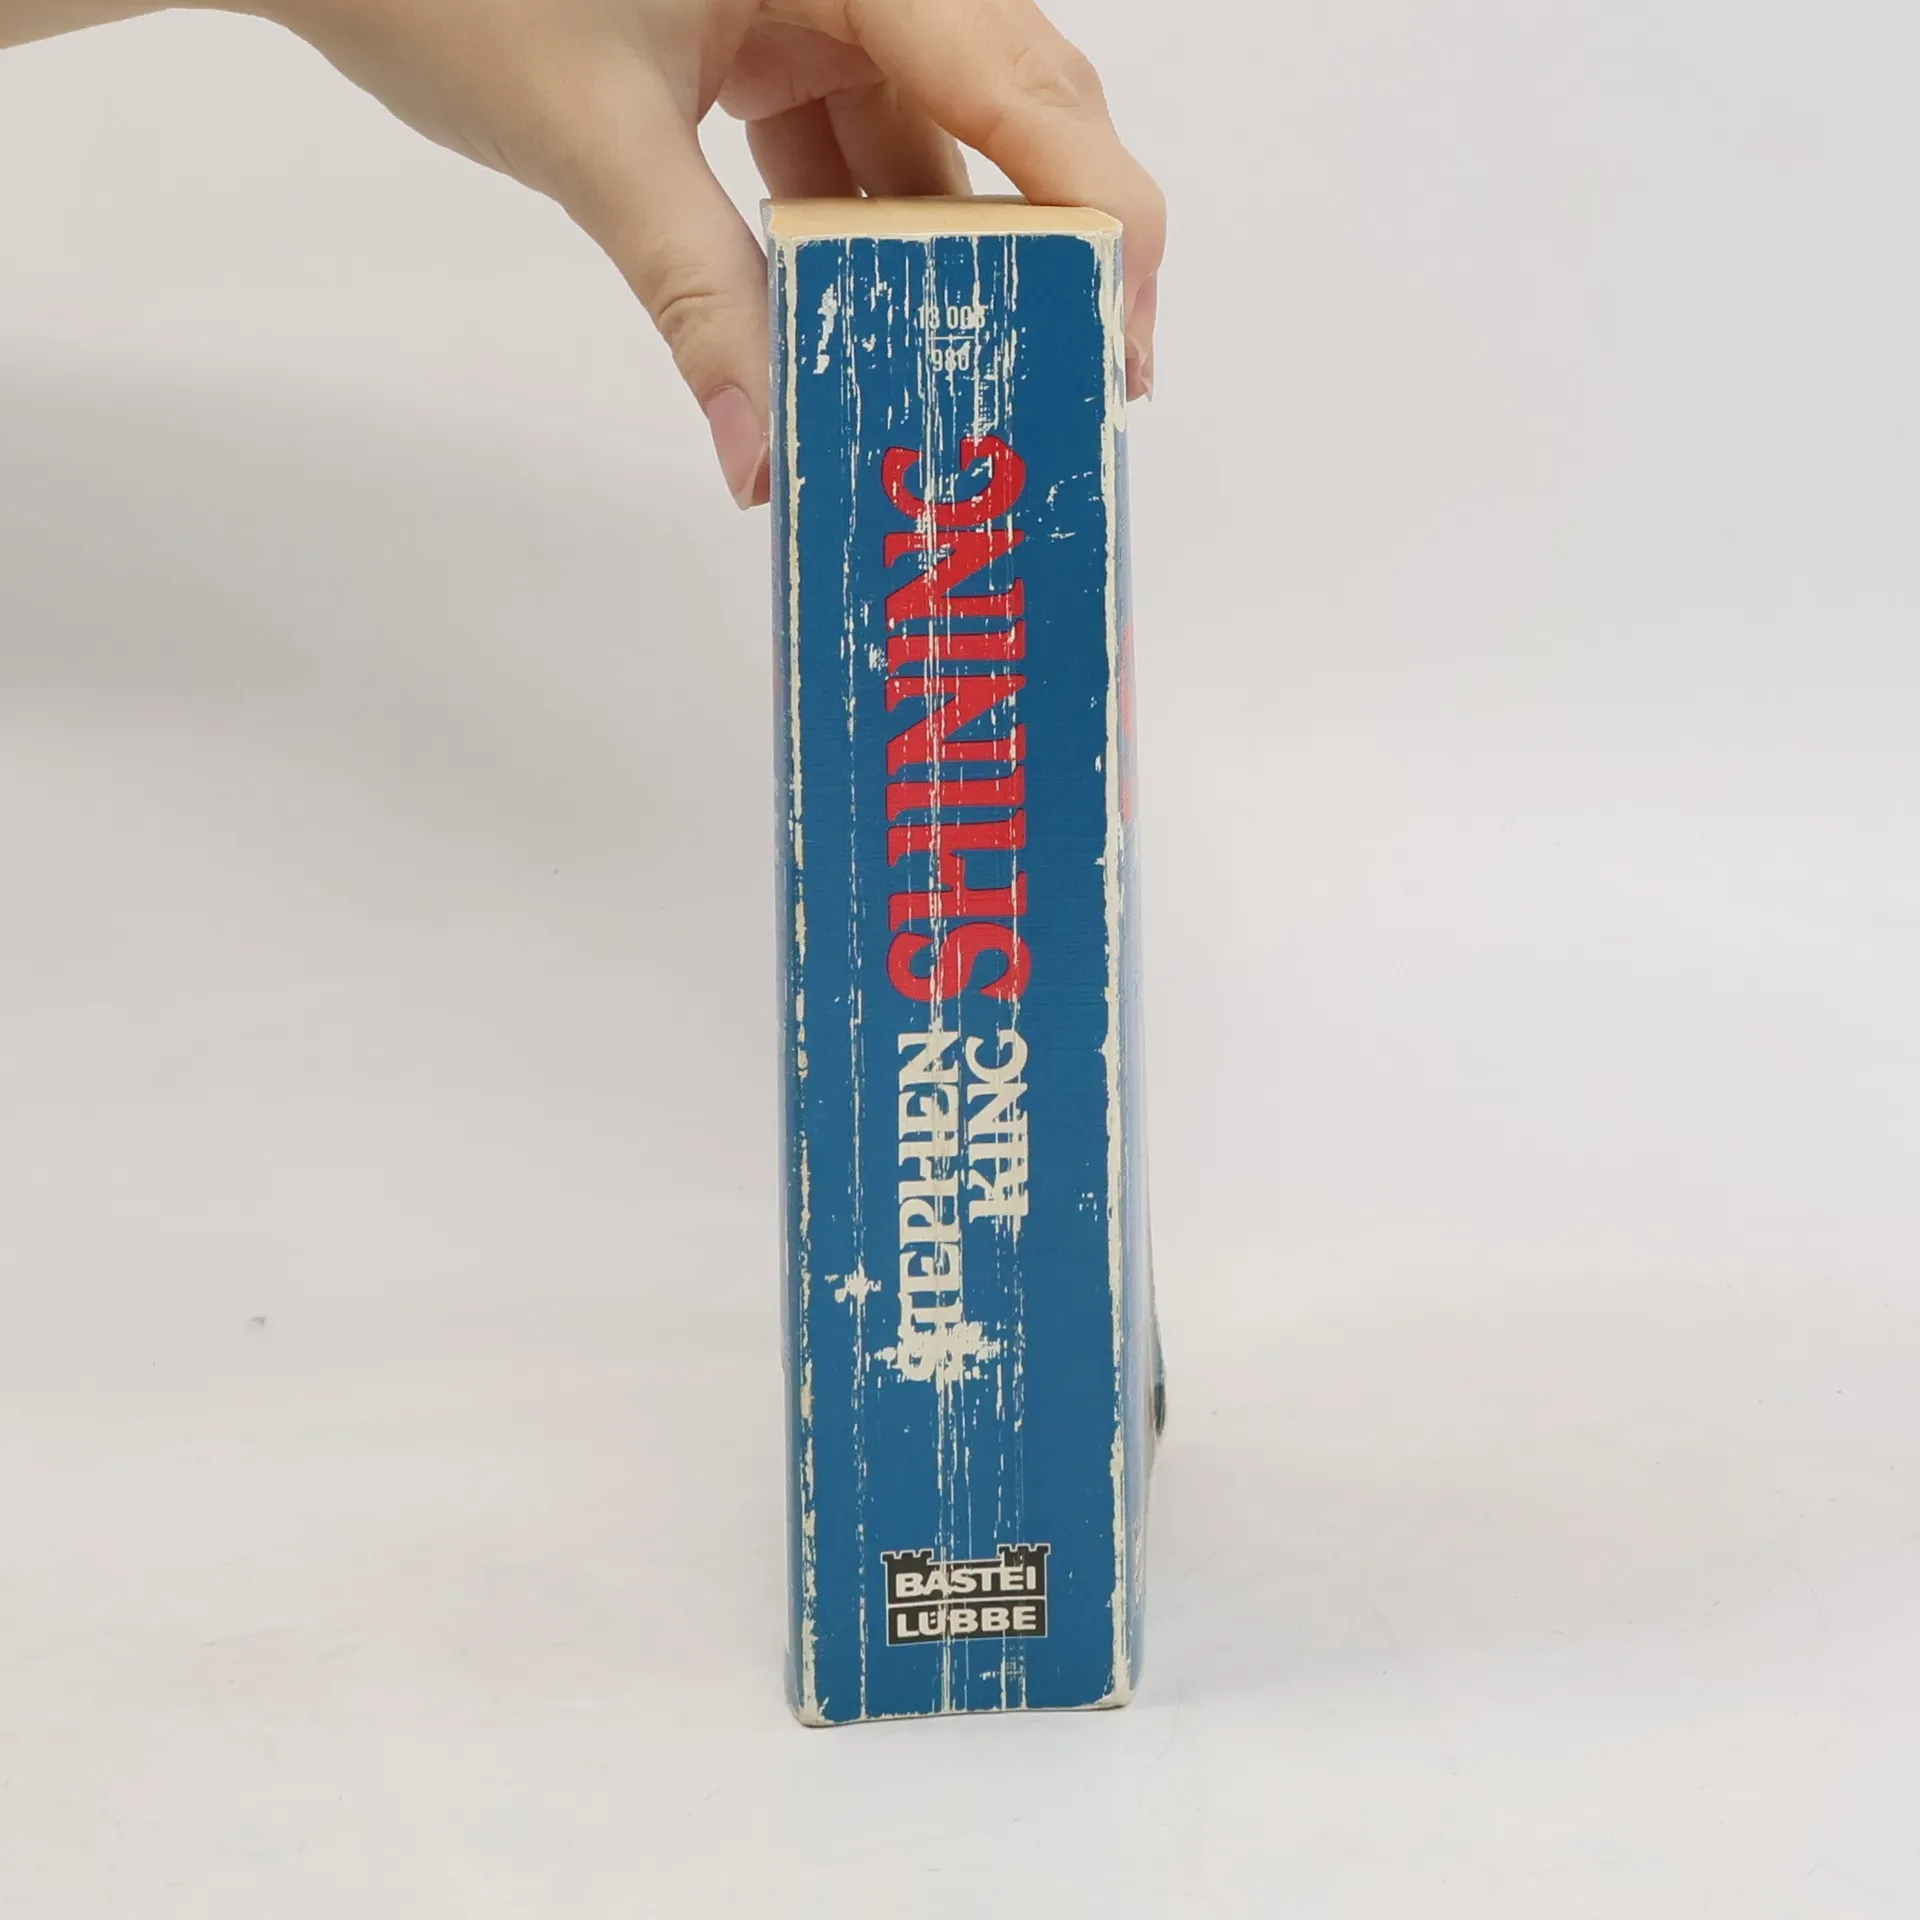 13 008
980
SHINING
STEPHEN
KING
BASTEI
LÜBBE